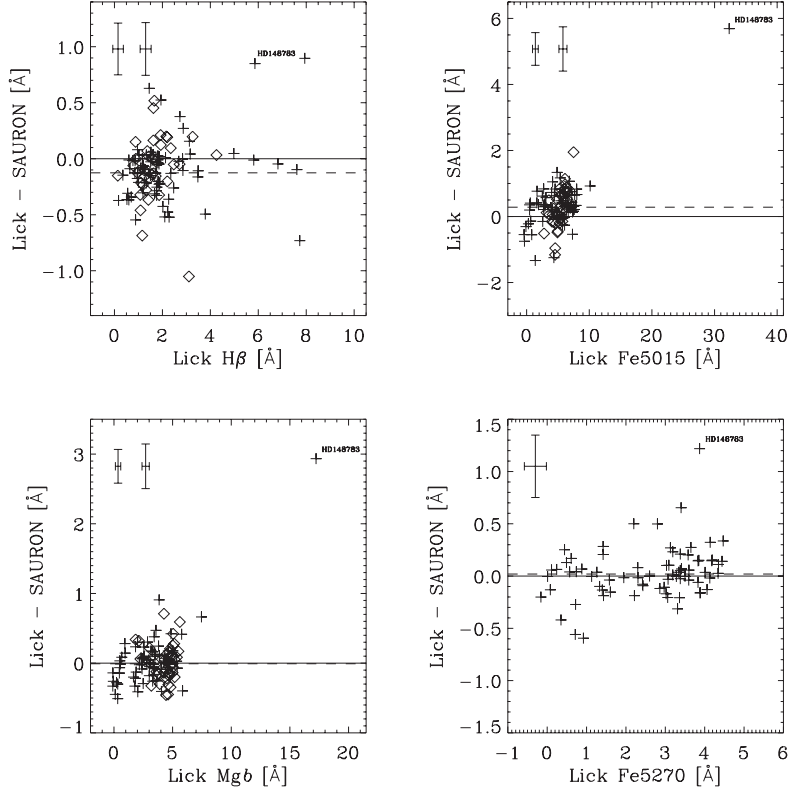 HD148783
1.0
0.5
0.0
−0.5
−1.0
Lick − SAURON [Å]
0 2 4 6 8 10
Lick Hβ [Å]
HD148783
6
4
2
0
−2
Lick − SAURON [Å]
0 10 20 30 40
Lick Fe5015 [Å]
HD148783
3
2
1
0
−1
Lick − SAURON [Å]
0 5 10 15 20
Lick Mgb [Å]
HD148783
1.5
1.0
0.5
0.0
−0.5
−1.0
−1.5
Lick − SAURON [Å]
−1 0 1 2 3 4 5 6
Lick Fe5270 [Å]